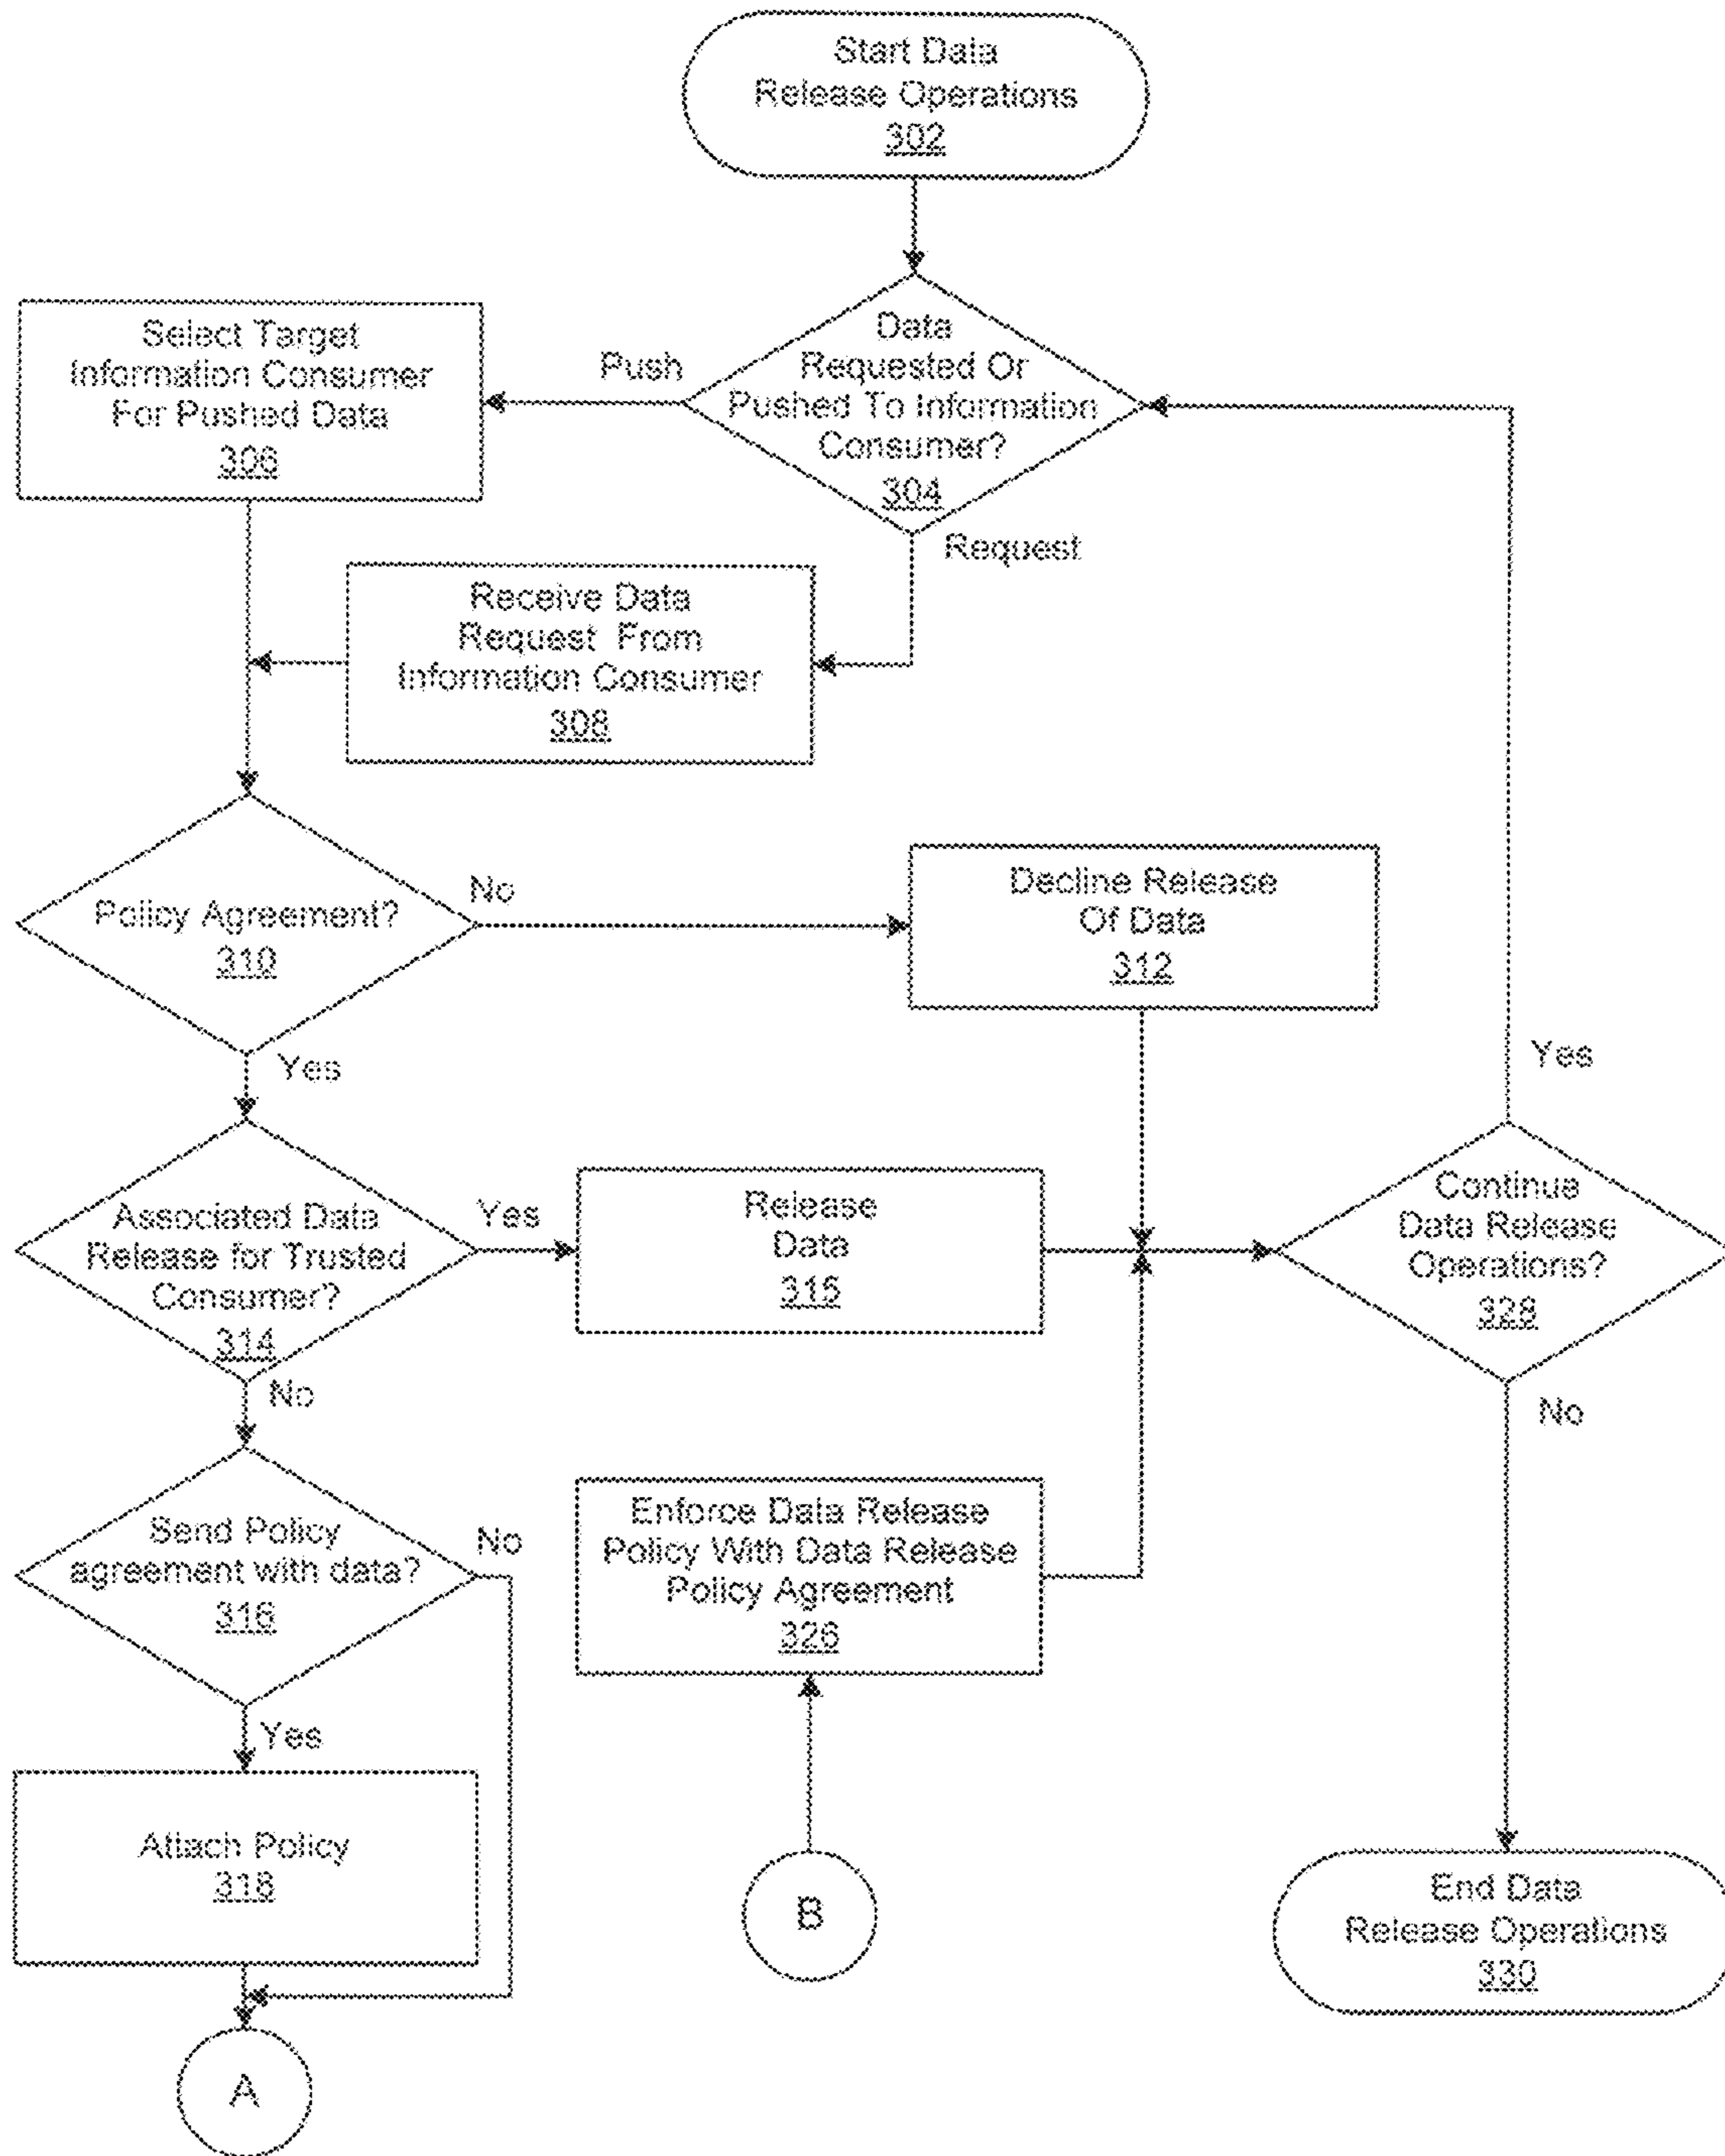 Start Data
Release Operations
302
Data
Requested Or
Pushed To Information
Consumer?
304
Push
Request
Select Target
Information Consumer
For Pushed Data
306
Receive Data
Request From
Information Consumer
308
Policy Agreement?
310
No
Yes
Decline Release
Of Data
312
Associated Data
Release for Trusted
Consumer?
314
Yes
No
Release
Data
315
Continue
Data Release
Operations?
328
Yes
No
Send Policy
agreement with data?
316
No
Yes
Enforce Data Release
Policy With Data Release
Policy Agreement
326
Attach Policy
318
B
End Data
Release Operations
330
A